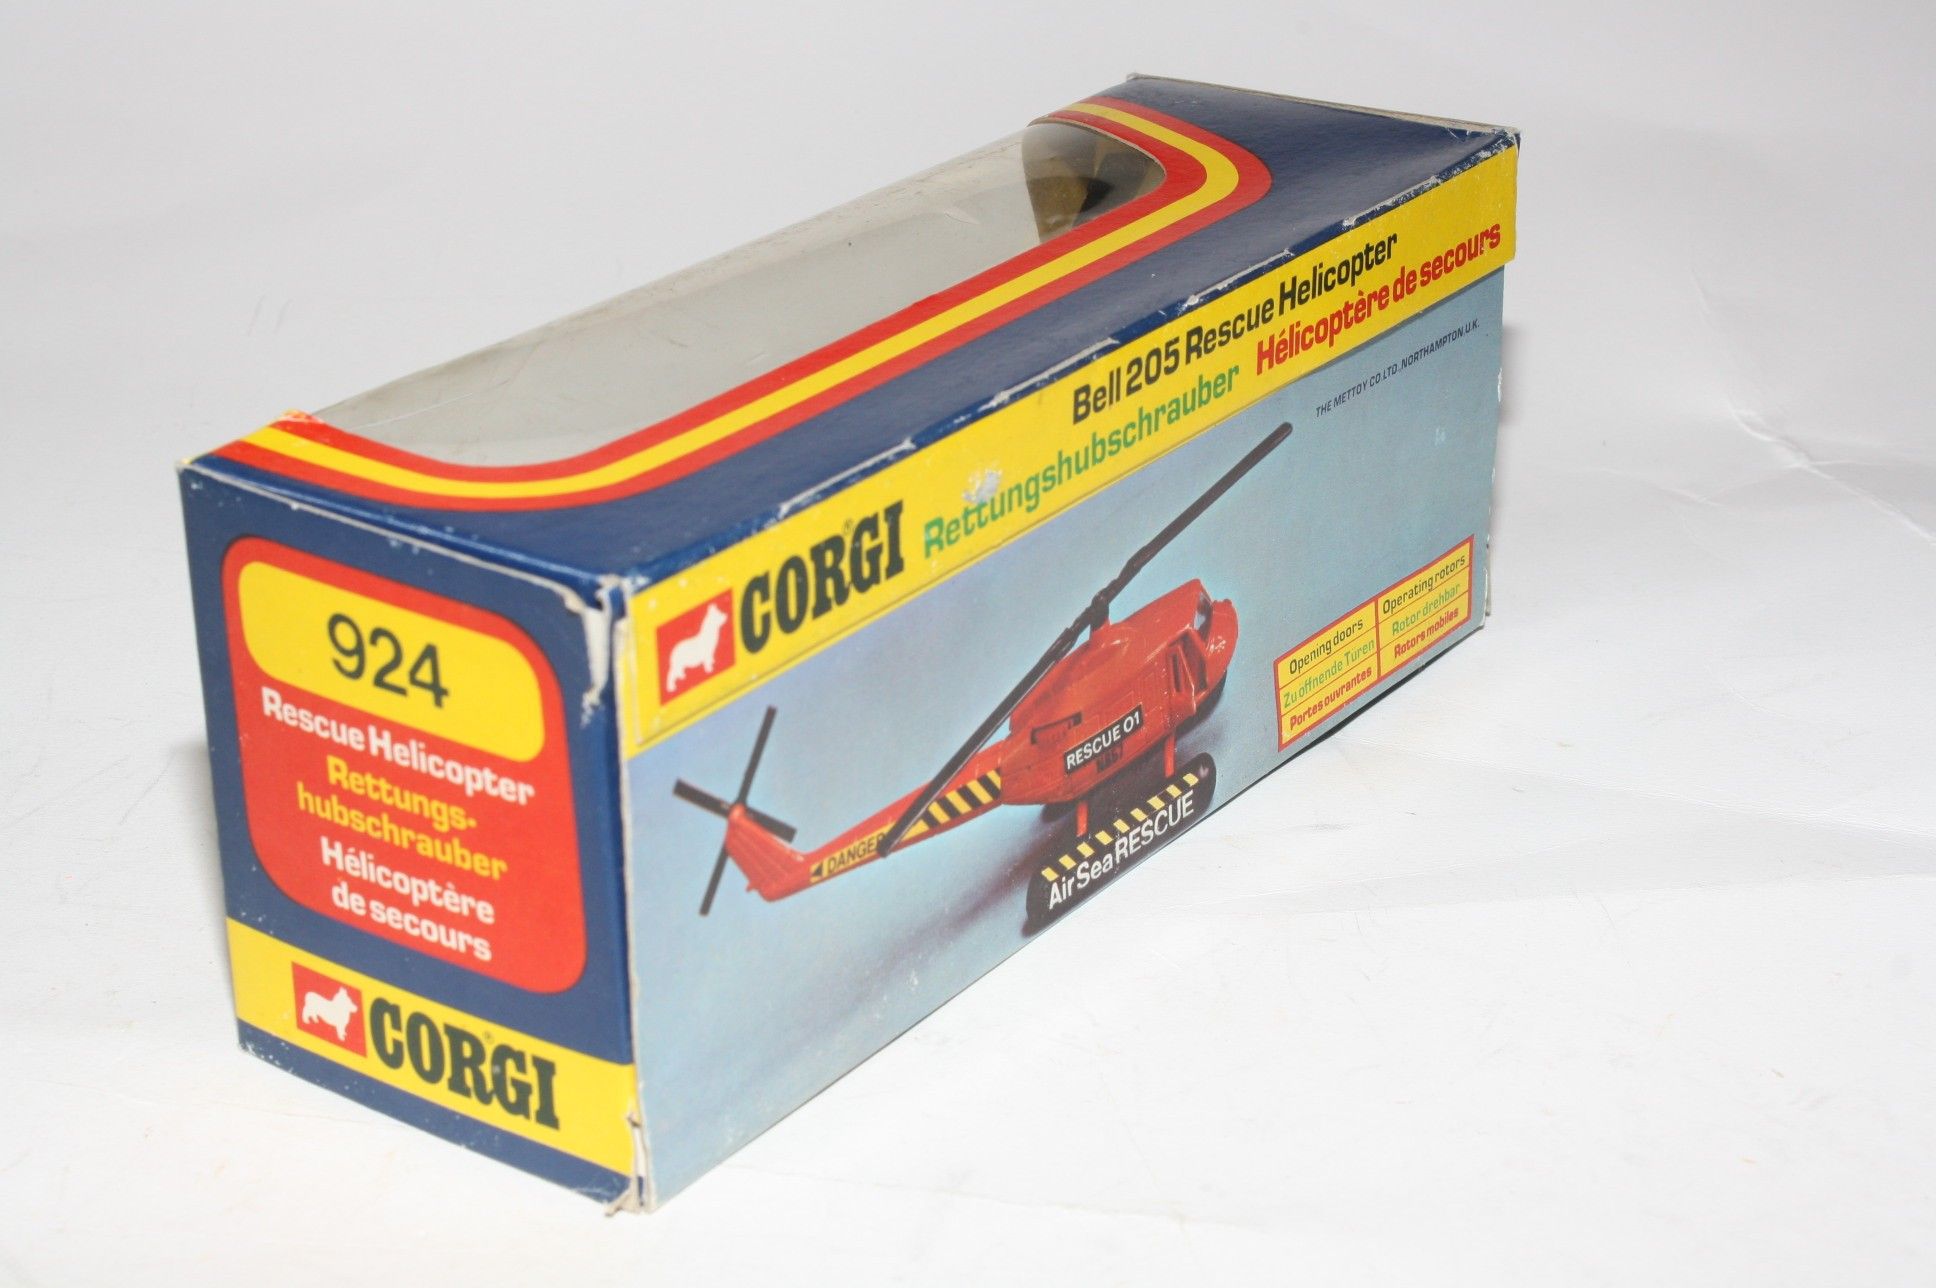 924
Rescue Helicopter
Rettungs-
hubschrauber
Hélicoptère
de secours
CORGI®
CORGI®
Bell 205 Rescue Helicopter
Rettungshubschrauber Hélicoptère de secours
THE METTOY CO. LTD., NORTHAMPTON, U.K.
Opening doors
Zu öffnende Türen
Portes ouvrantes
Operating rotors
Rotor drehbar
Rotors mobiles
RESCUE 01
DANGER
Air Sea RESCUE